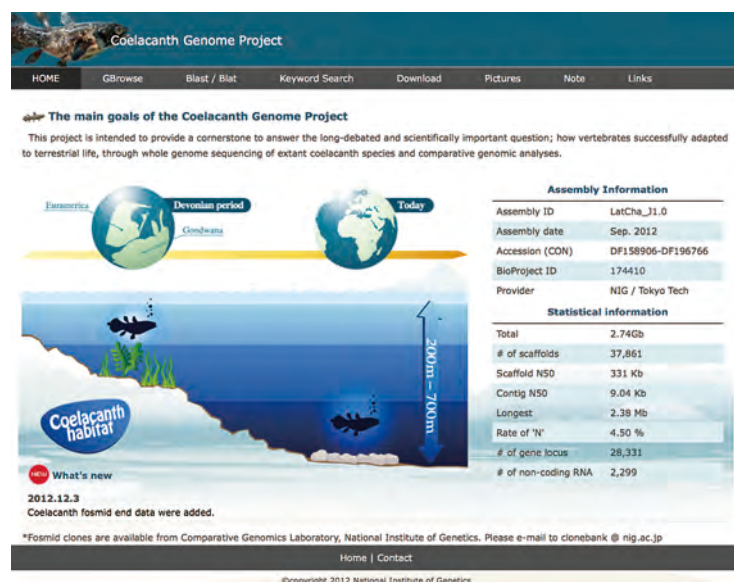 Coelacanth Genome Project
HOME GBrowse Blast / Blat Keyword Search Download Pictures Note Links
The main goals of the Coelacanth Genome Project
This project is intended to provide a cornerstone to answer the long-debated and scientifically important question; how vertebrates successfully adapted
to terrestrial life, through whole genome sequencing of extant coelacanth species and comparative genomic analyses.
Euramerica
Devonian period
Gondwana
Today
200m - 700m
Coelacanth
habitat
Assembly Information
Assembly ID LatCha_J1.0
Assembly date Sep. 2012
Accession (CON) DF158906-DF196766
BioProject ID 174410
Provider NIG / Tokyo Tech
Statistical information
Total 2.74Gb
# of scaffolds 37,861
Scaffold N50 331 Kb
Contig N50 9.04 Kb
Longest 2.38 Mb
Rate of 'N' 4.50 %
# of gene locus 28,331
# of non-coding RNA 2,299
NEW What's new
2012.12.3
Coelacanth fosmid end data were added.
*Fosmid clones are available from Comparative Genomics Laboratory, National Institute of Genetics. Please e-mail to clonebank @ nig.ac.jp
Home | Contact
©copyright 2012 National Institute of Genetics